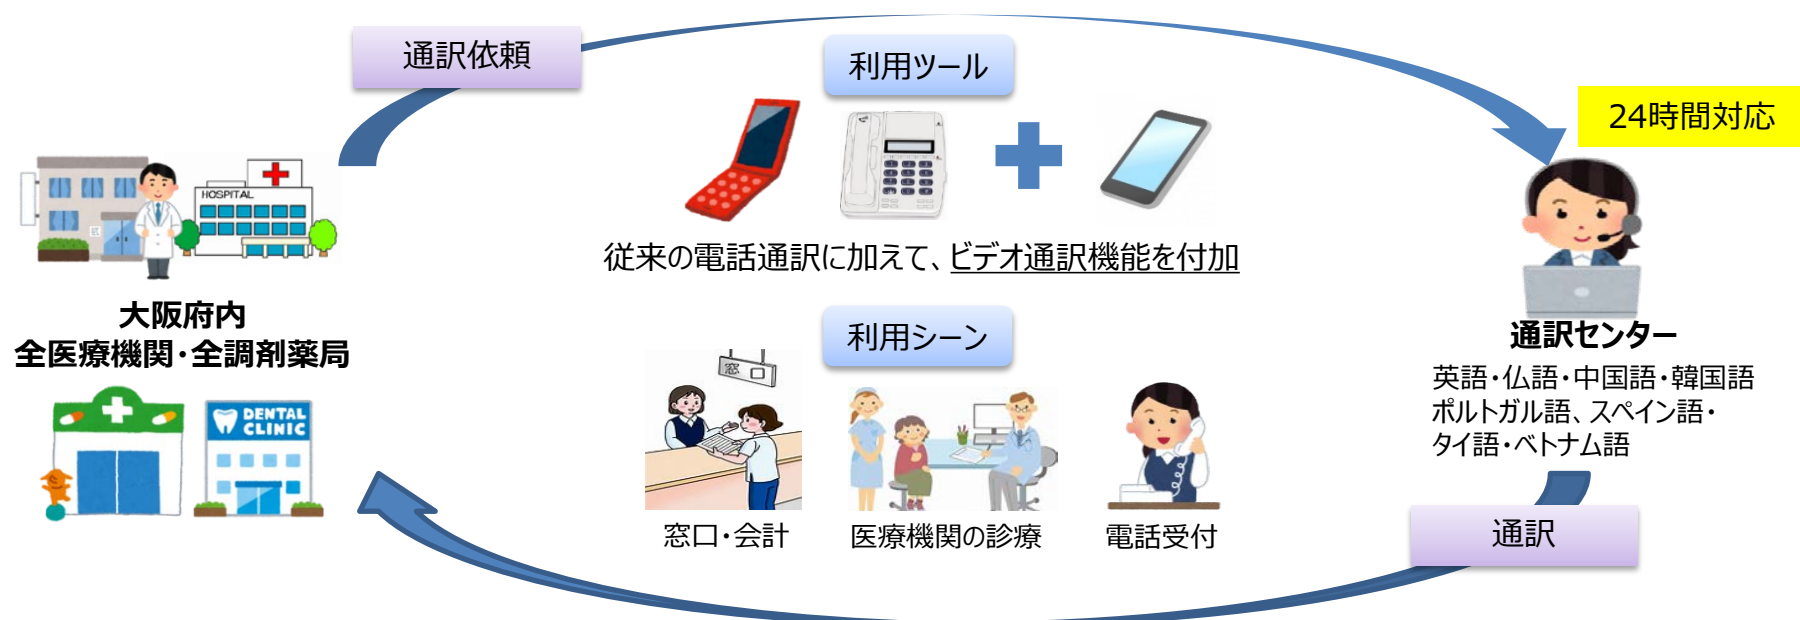 通訳依頼
利用ツール
24時間対応
HOSPITAL
従来の電話通訳に加えて、ビデオ通訳機能を付加
大阪府内
全医療機関・全調剤薬局
利用シーン
通訳センター
英語・仏語・中国語・韓国語
ポルトガル語、スペイン語・
タイ語・ベトナム語
窓口
DENTAL
CLINIC
窓口・会計
医療機関の診療
電話受付
通訳